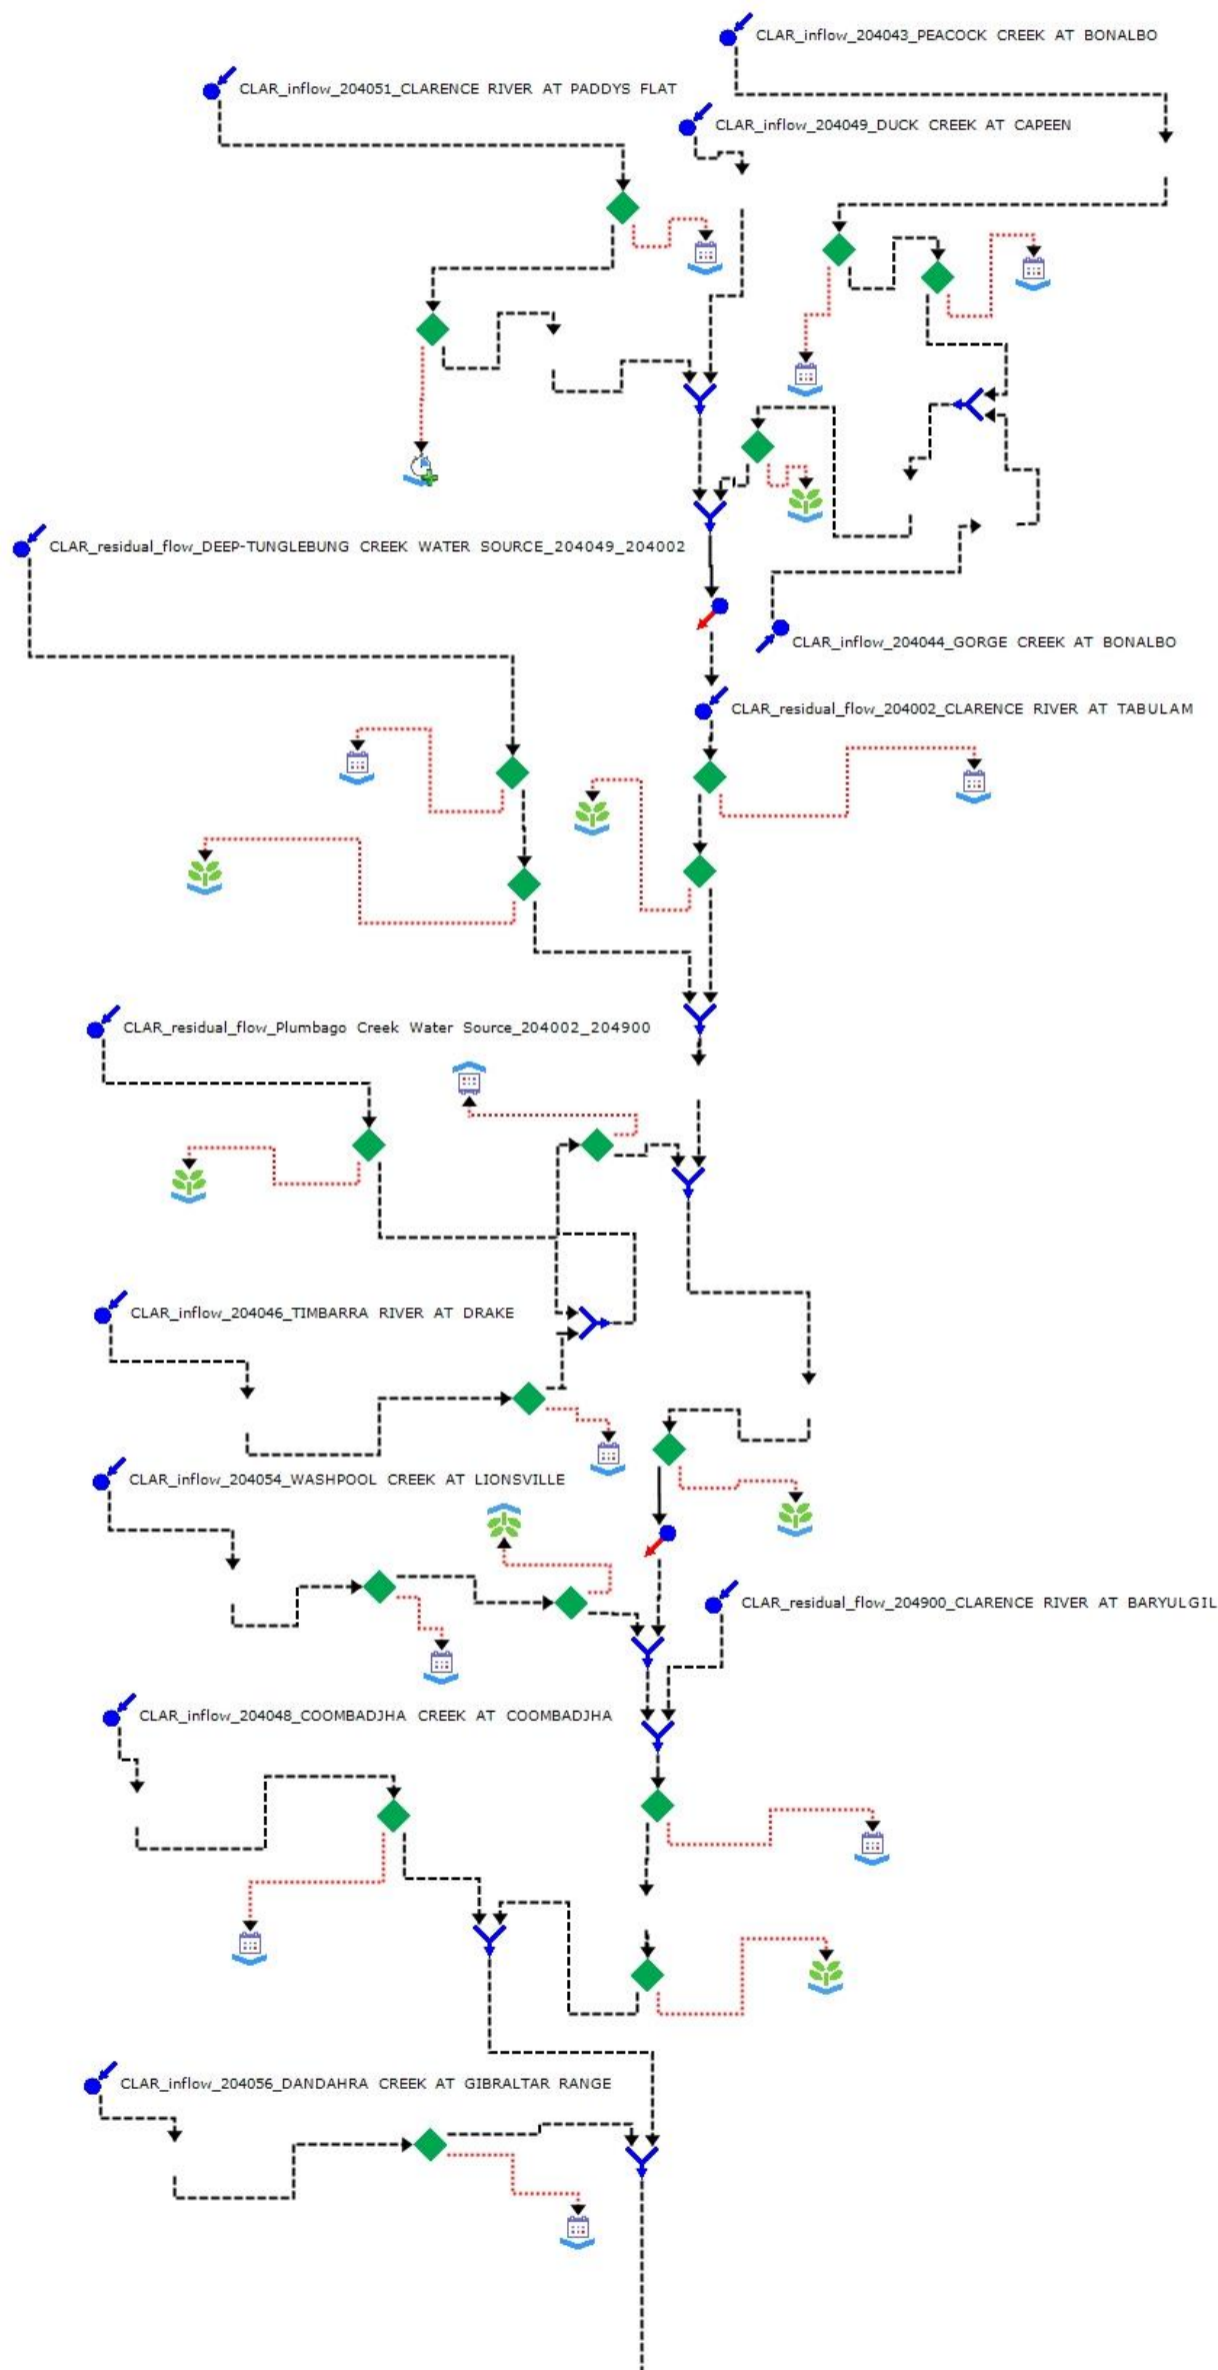 CLAR_inflow_204043_PEACOCK CREEK AT BONALBO
CLAR_inflow_204051_CLARENCE RIVER AT PADDYS FLAT
CLAR_inflow_204049_DUCK CREEK AT CAPEEN
CLAR_residual_flow_DEEP-TUNGLEBUNG CREEK WATER SOURCE_204049_204002
CLAR_inflow_204044_GORGE CREEK AT BONALBO
CLAR_residual_flow_204002_CLARENCE RIVER AT TABULAM
CLAR_residual_flow_Plumbago Creek Water Source_204002_204900
CLAR_inflow_204046_TIMBARRA RIVER AT DRAKE
CLAR_inflow_204054_WASHPOOL CREEK AT LIONSVILLE
CLAR_residual_flow_204900_CLARENCE RIVER AT BARYULGIL
CLAR_inflow_204048_COOMBADJHA CREEK AT COOMBADJHA
CLAR_inflow_204056_DANDAHRA CREEK AT GIBRALTAR RANGE